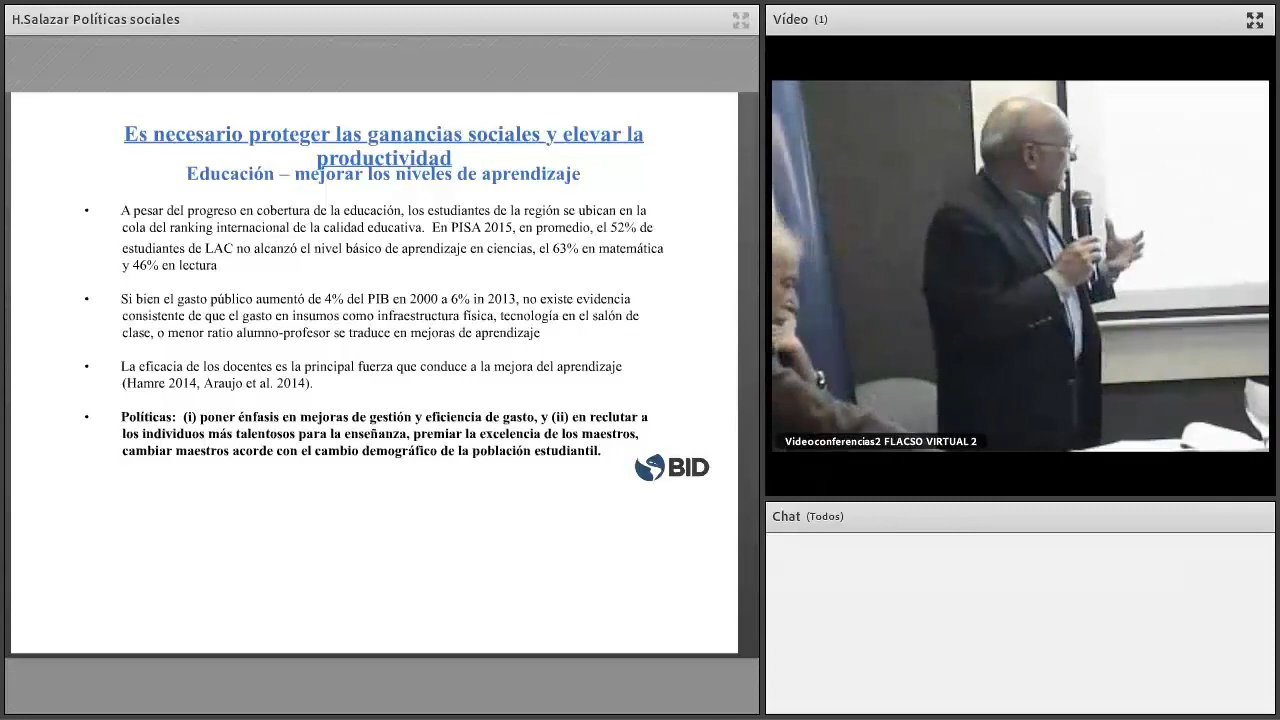 H.Salazar Políticas sociales
Es necesario proteger las ganancias sociales y elevar la
productividad
Educación – mejorar los niveles de aprendizaje
• A pesar del progreso en cobertura de la educación, los estudiantes de la región se ubican en la
cola del ranking internacional de la calidad educativa. En PISA 2015, en promedio, el 52% de
estudiantes de LAC no alcanzó el nivel básico de aprendizaje en ciencias, el 63% en matemática
y 46% en lectura
• Si bien el gasto público aumentó de 4% del PIB en 2000 a 6% in 2013, no existe evidencia
consistente de que el gasto en insumos como infraestructura física, tecnología en el salón de
clase, o menor ratio alumno-profesor se traduce en mejoras de aprendizaje
• La eficacia de los docentes es la principal fuerza que conduce a la mejora del aprendizaje
(Hamre 2014, Araujo et al. 2014).
• Políticas: (i) poner énfasis en mejoras de gestión y eficiencia de gasto, y (ii) en reclutar a
los individuos más talentosos para la enseñanza, premiar la excelencia de los maestros,
cambiar maestros acorde con el cambio demográfico de la población estudiantil.
BID
Vídeo (1)
Videoconferencias2 FLACSO VIRTUAL 2
Chat (Todos)